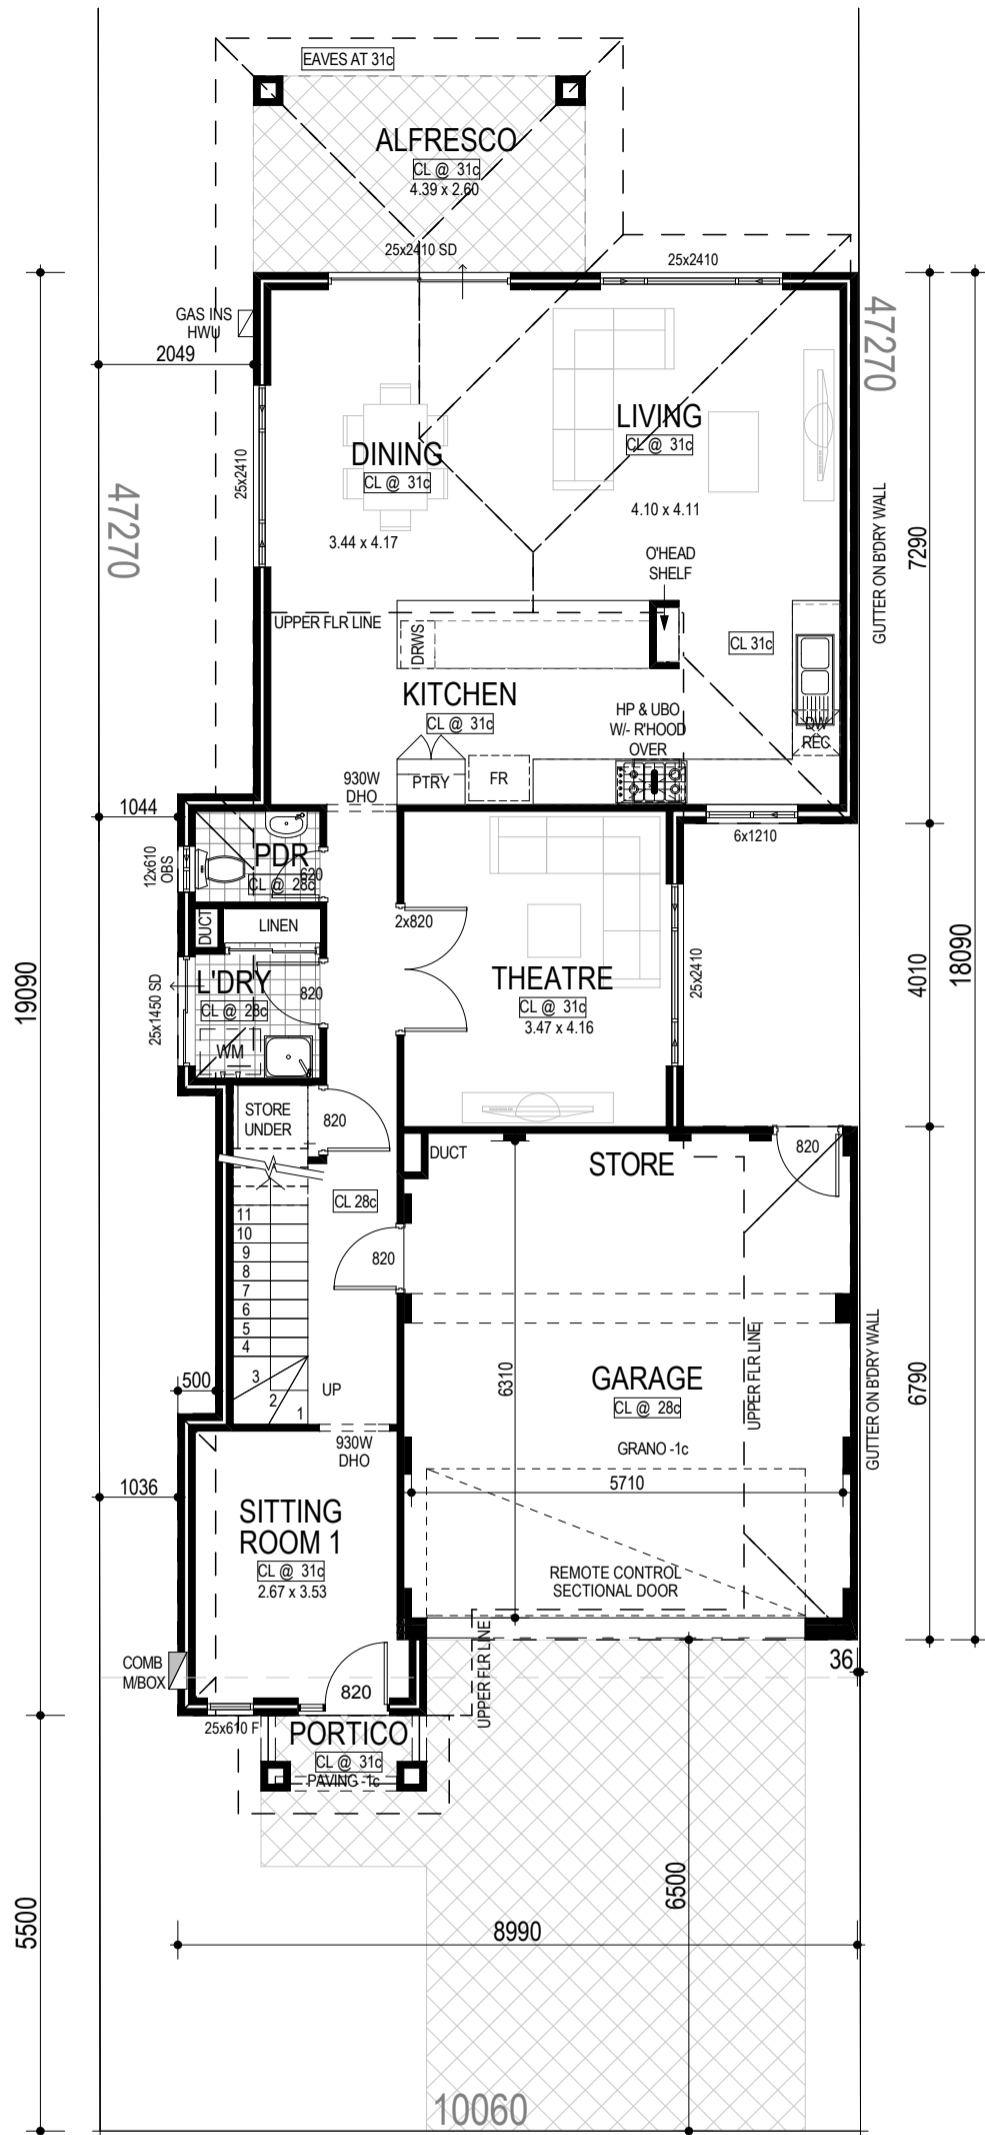 EAVES AT 31c
ALFRESCO
CL @ 31c
4.39 x 2.60
25x2410 SD
25x2410
GAS INS
HWU
2049
47270
47270
LIVING
CL @ 31c
4.10 x 4.11
DINING
CL @ 31c
3.44 x 4.17
25x2410
GUTTER ON B'DRY WALL
7290
O'HEAD
SHELF
UPPER FLR LINE
DRWS
CL 31c
KITCHEN
CL @ 31c
HP & UBO
W/- R'HOOD
OVER
DW
REC
PTRY
FR
930W
DHO
1044
6x1210
12x610
OBS
PDR
CL @ 28c
620
DUCT
LINEN
2x820
L'DRY
CL @ 28c
820
WM
25x1450 SD
THEATRE
CL @ 31c
3.47 x 4.16
25x2410
19090
4010
18090
STORE
UNDER
820
DUCT
STORE
820
CL 28c
820
11
10
9
8
7
6
5
4
3
2
1
UP
500
6310
GARAGE
CL @ 28c
GRANO -1c
5710
UPPER FLR LINE
GUTTER ON B'DRY WALL
6790
930W
DHO
1036
SITTING
ROOM 1
CL @ 31c
2.67 x 3.53
REMOTE CONTROL
SECTIONAL DOOR
COMB
M/BOX
820
UPPER FLR LINE
36
25x610 F
PORTICO
CL @ 31c
PAVING -1c
5500
6500
8990
10060